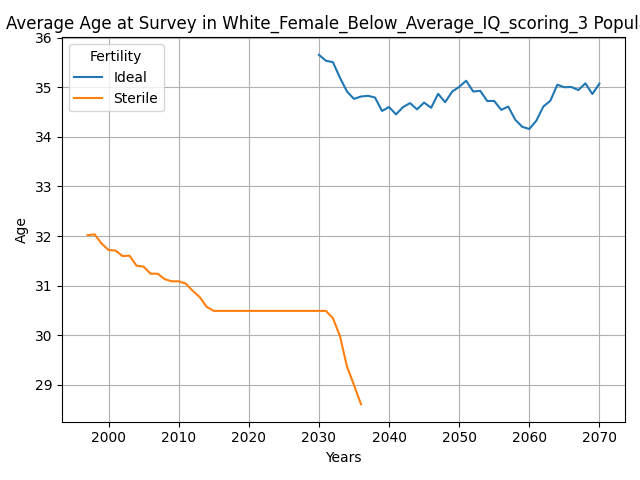 Average Age at Survey in White_Female_Below_Average_IQ_scoring_3 Popul
Fertility
Ideal
Sterile
36
35
34
33
32
31
30
29
Age
2000 2010 2020 2030 2040 2050 2060 2070
Years